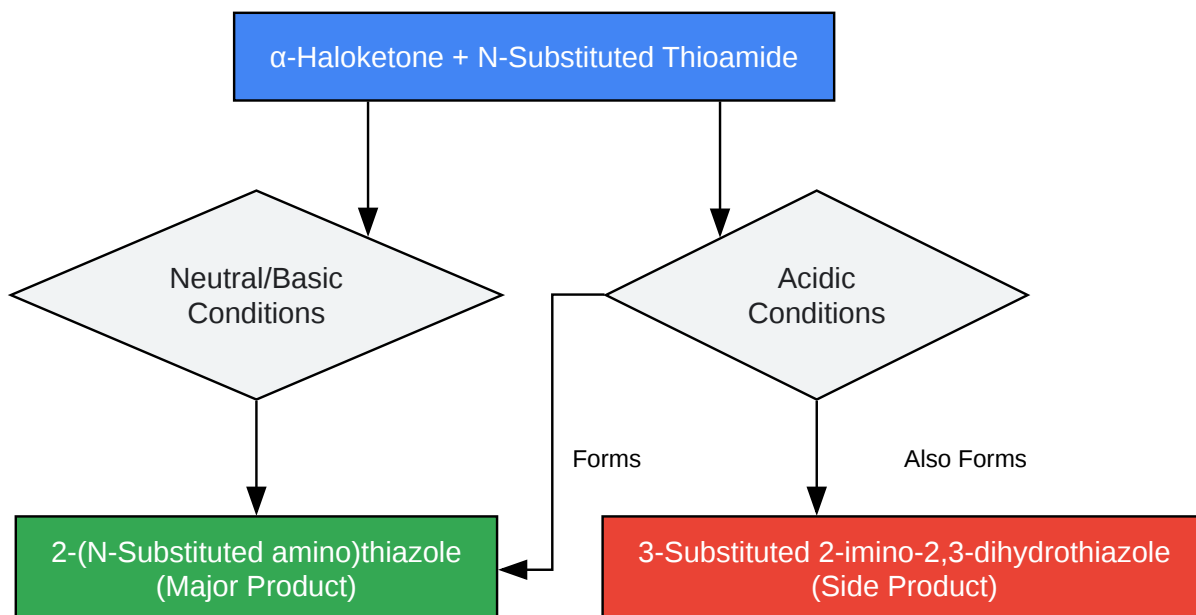 α-Haloketone + N-Substituted Thioamide
Neutral/Basic
Conditions
Acidic
Conditions
Forms
Also Forms
2-(N-Substituted amino)thiazole
(Major Product)
3-Substituted 2-imino-2,3-dihydrothiazole
(Side Product)